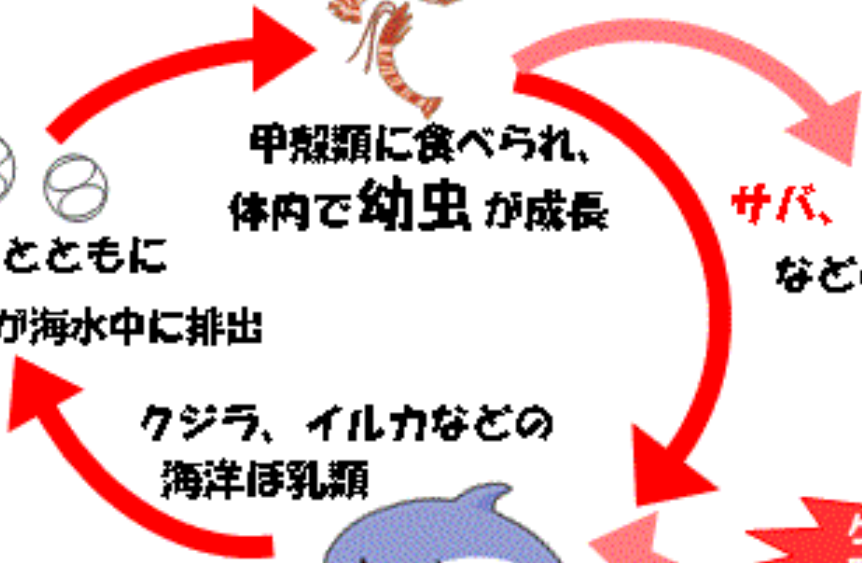 甲殻類に食べられ、
体内で幼虫が成長
サバ、
などの
とともに
が海水中に排出
クジラ、イルカなどの
海洋ほ乳類